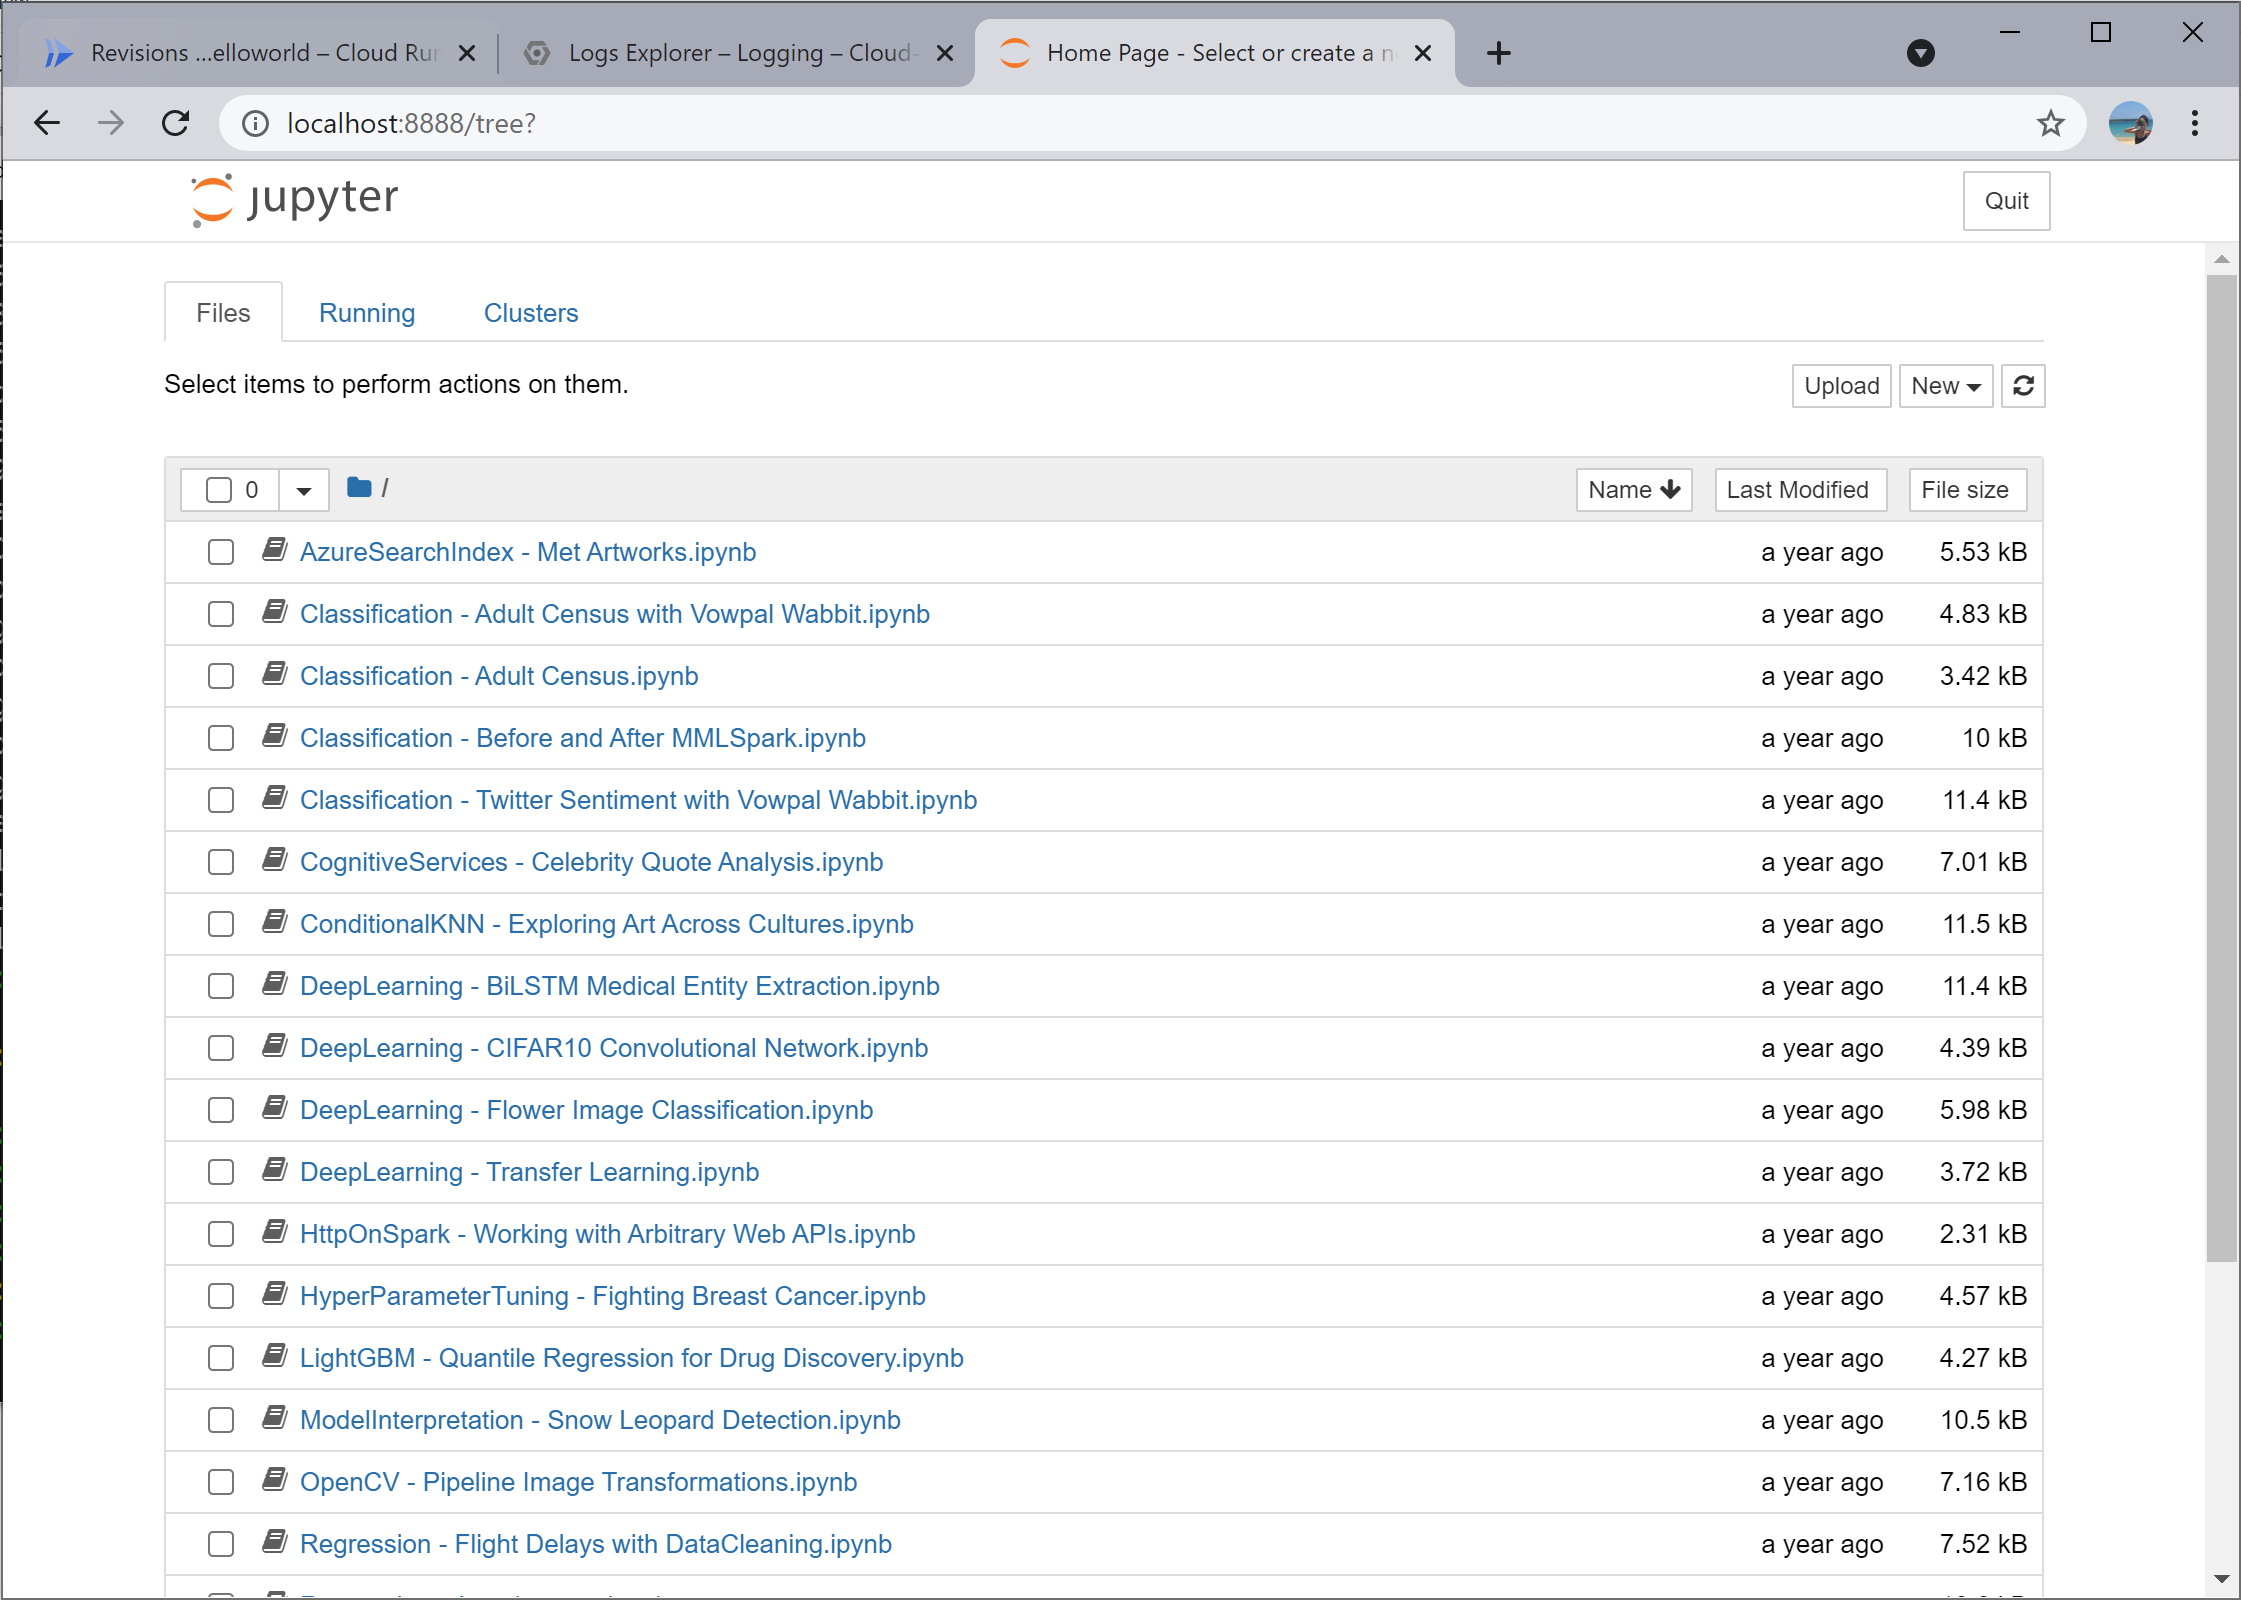 Revisions ...elloworld – Cloud Run
Logs Explorer – Logging – Cloud-
Home Page - Select or create a n
localhost:8888/tree?
jupyter
Quit
Files
Running
Clusters
Select items to perform actions on them.
Upload
New
0
/
Name
Last Modified
File size
AzureSearchIndex - Met Artworks.ipynb a year ago 5.53 kB
Classification - Adult Census with Vowpal Wabbit.ipynb a year ago 4.83 kB
Classification - Adult Census.ipynb a year ago 3.42 kB
Classification - Before and After MMLSpark.ipynb a year ago 10 kB
Classification - Twitter Sentiment with Vowpal Wabbit.ipynb a year ago 11.4 kB
CognitiveServices - Celebrity Quote Analysis.ipynb a year ago 7.01 kB
ConditionalKNN - Exploring Art Across Cultures.ipynb a year ago 11.5 kB
DeepLearning - BiLSTM Medical Entity Extraction.ipynb a year ago 11.4 kB
DeepLearning - CIFAR10 Convolutional Network.ipynb a year ago 4.39 kB
DeepLearning - Flower Image Classification.ipynb a year ago 5.98 kB
DeepLearning - Transfer Learning.ipynb a year ago 3.72 kB
HttpOnSpark - Working with Arbitrary Web APIs.ipynb a year ago 2.31 kB
HyperParameterTuning - Fighting Breast Cancer.ipynb a year ago 4.57 kB
LightGBM - Quantile Regression for Drug Discovery.ipynb a year ago 4.27 kB
ModelInterpretation - Snow Leopard Detection.ipynb a year ago 10.5 kB
OpenCV - Pipeline Image Transformations.ipynb a year ago 7.16 kB
Regression - Flight Delays with DataCleaning.ipynb a year ago 7.52 kB